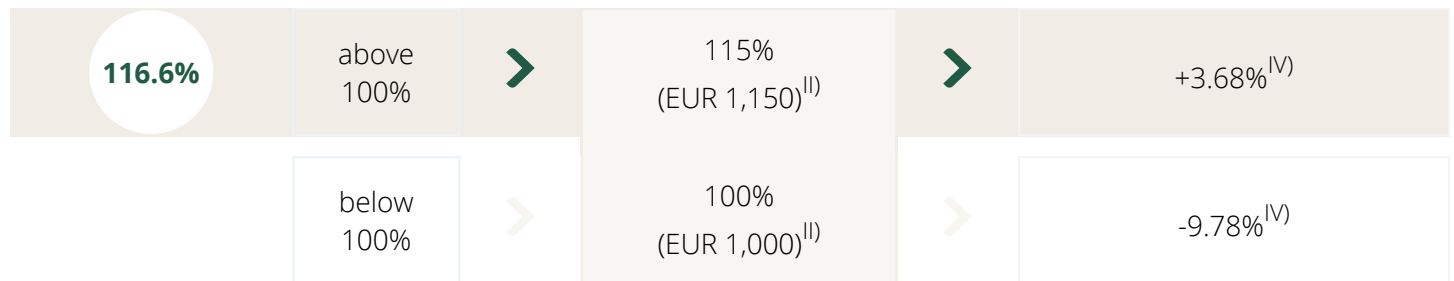 116.6%
above
100%
115%
(EUR 1,150)II)
+3.68%IV)
below
100%
100%
(EUR 1,000)II)
-9.78%IV)